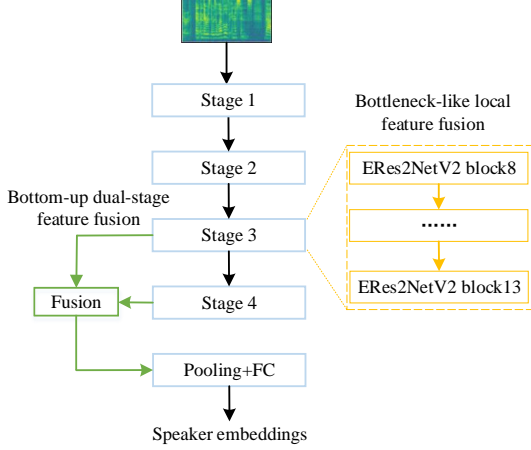 Stage 1
Stage 2
Stage 3
Stage 4
Bottom-up dual-stage
feature fusion
Fusion
Pooling+FC
Speaker embeddings
Bottleneck-like local
feature fusion
ERes2NetV2 block8
......
ERes2NetV2 block13